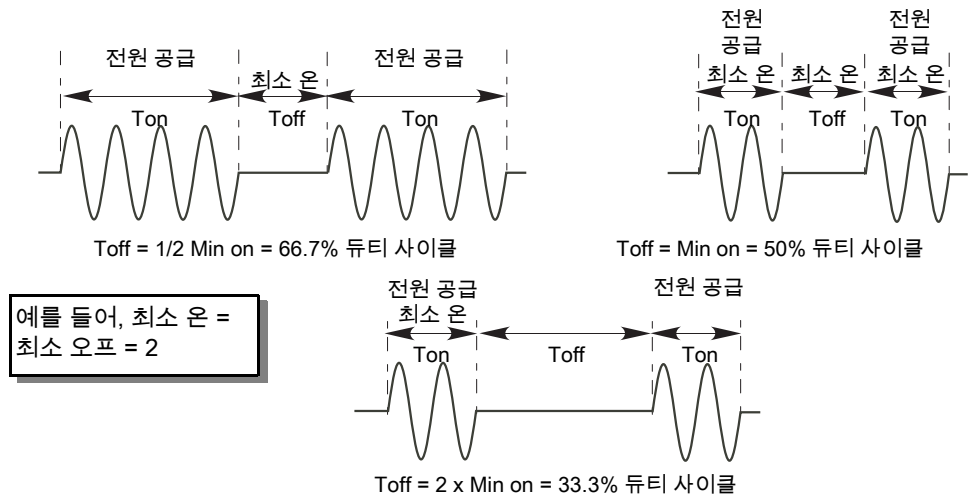 전원 공급
최소 온
전원 공급
Ton
Toff
Ton
Toff = 1/2 Min on = 66.7% 듀티 사이클
전원
공급
전원
공급
최소 온
최소 온
최소 온
Ton
Toff
Ton
Toff = Min on = 50% 듀티 사이클
예를 들어, 최소 온 =
최소 오프 = 2
전원 공급
최소 온
전원 공급
Ton
Toff
Ton
Toff = 2 x Min on = 33.3% 듀티 사이클